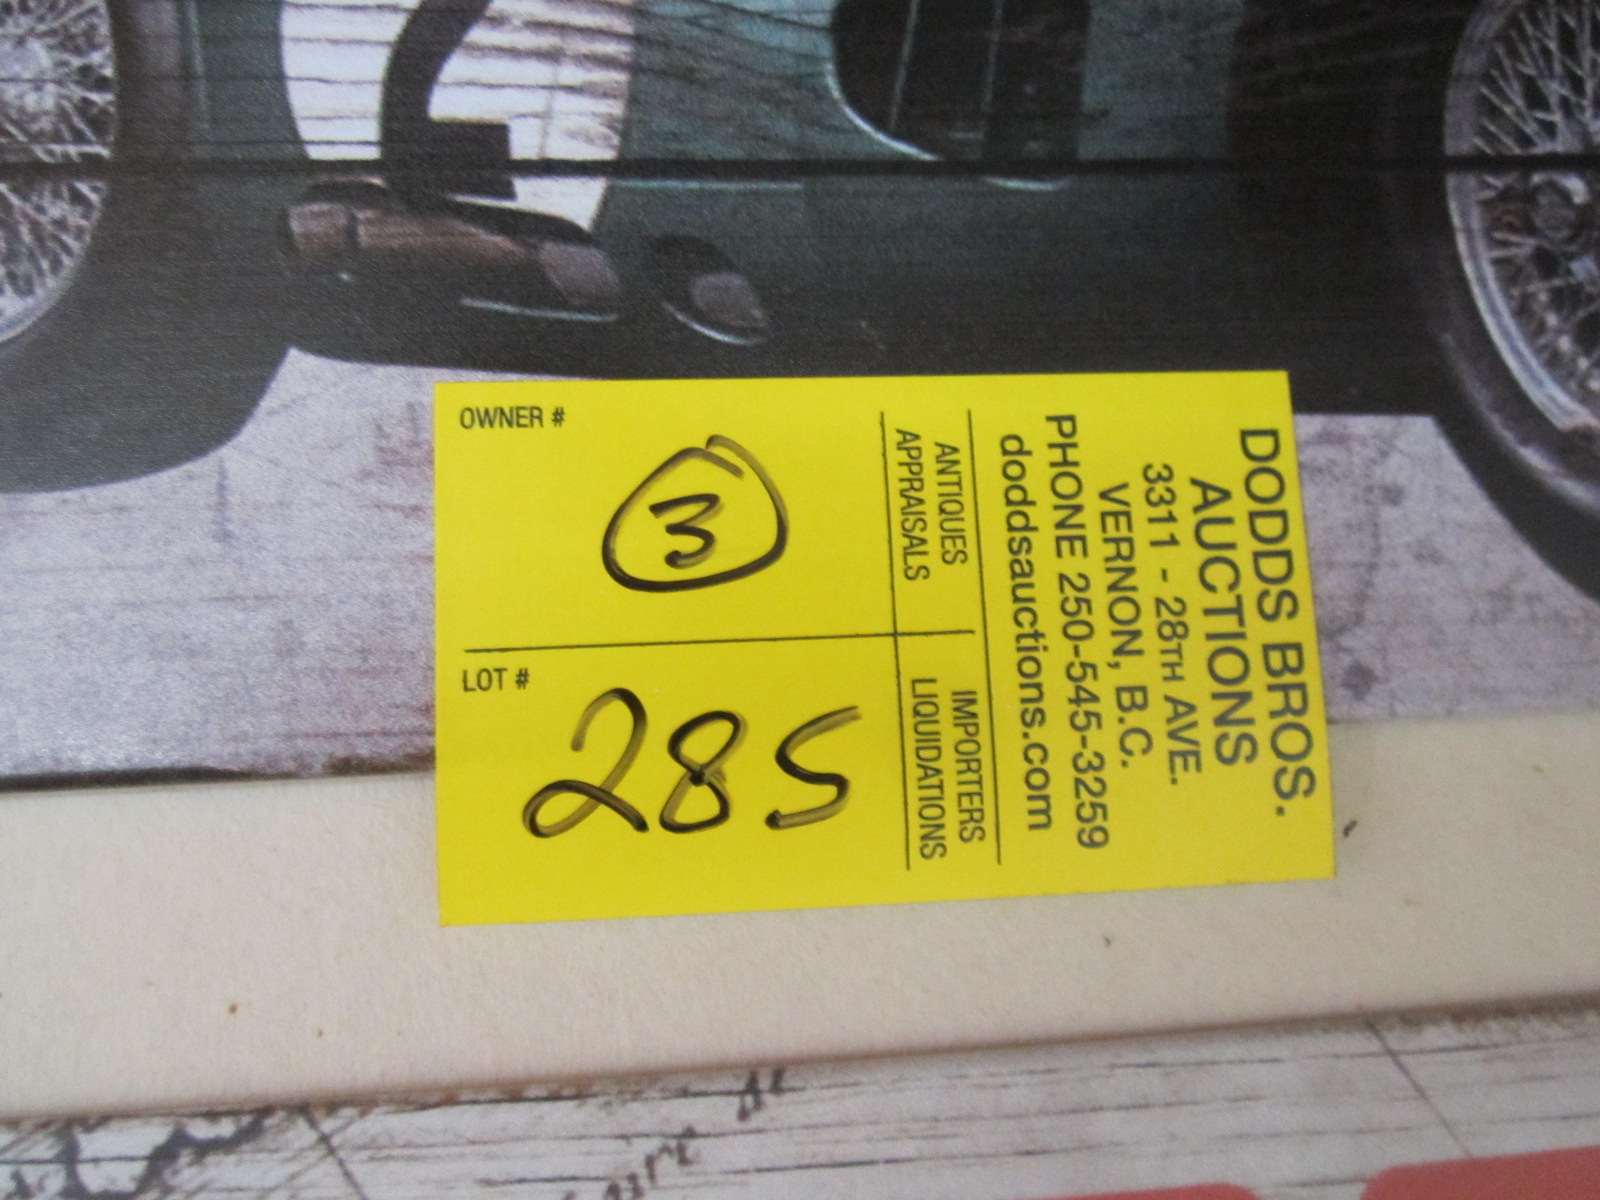 DODDS BROS.
AUCTIONS
3311 - 28TH AVE.
VERNON, B.C.
PHONE 250-545-3259
doddsauctions.com
ANTIQUES
APPRAISALS
IMPORTERS
LIQUIDATIONS
OWNER #
3
LOT #
285